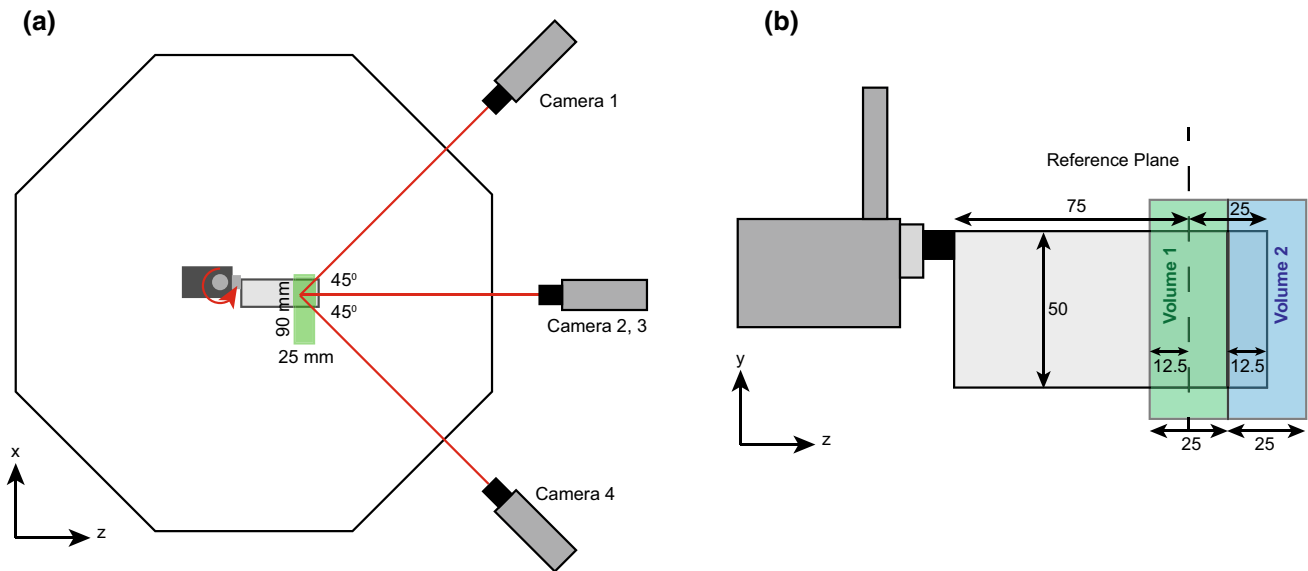 (a)
Camera 1
45⁰
45⁰
90 mm
25 mm
Camera 2, 3
Camera 4
x
z
(b)
Reference Plane
75
25
Volume 1
Volume 2
50
12.5
12.5
25
25
y
z